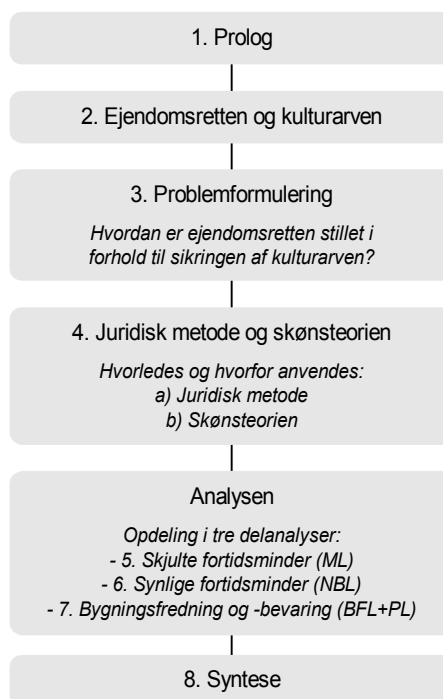 1. Prolog
2. Ejendomsretten og kulturarven
3. Problemformulering
Hvordan er ejendomsretten stillet i
forhold til sikringen af kulturarven?
4. Juridisk metode og skønsteorien
Hvorledes og hvorfor anvendes:
a) Juridisk metode
b) Skønsteorien
Analysen
Opdeling i tre delanalyser:
- 5. Skjulte fortidsminder (ML)
- 6. Synlige fortidsminder (NBL)
- 7. Bygningsfredning og -bevaring (BFL+PL)
8. Syntese